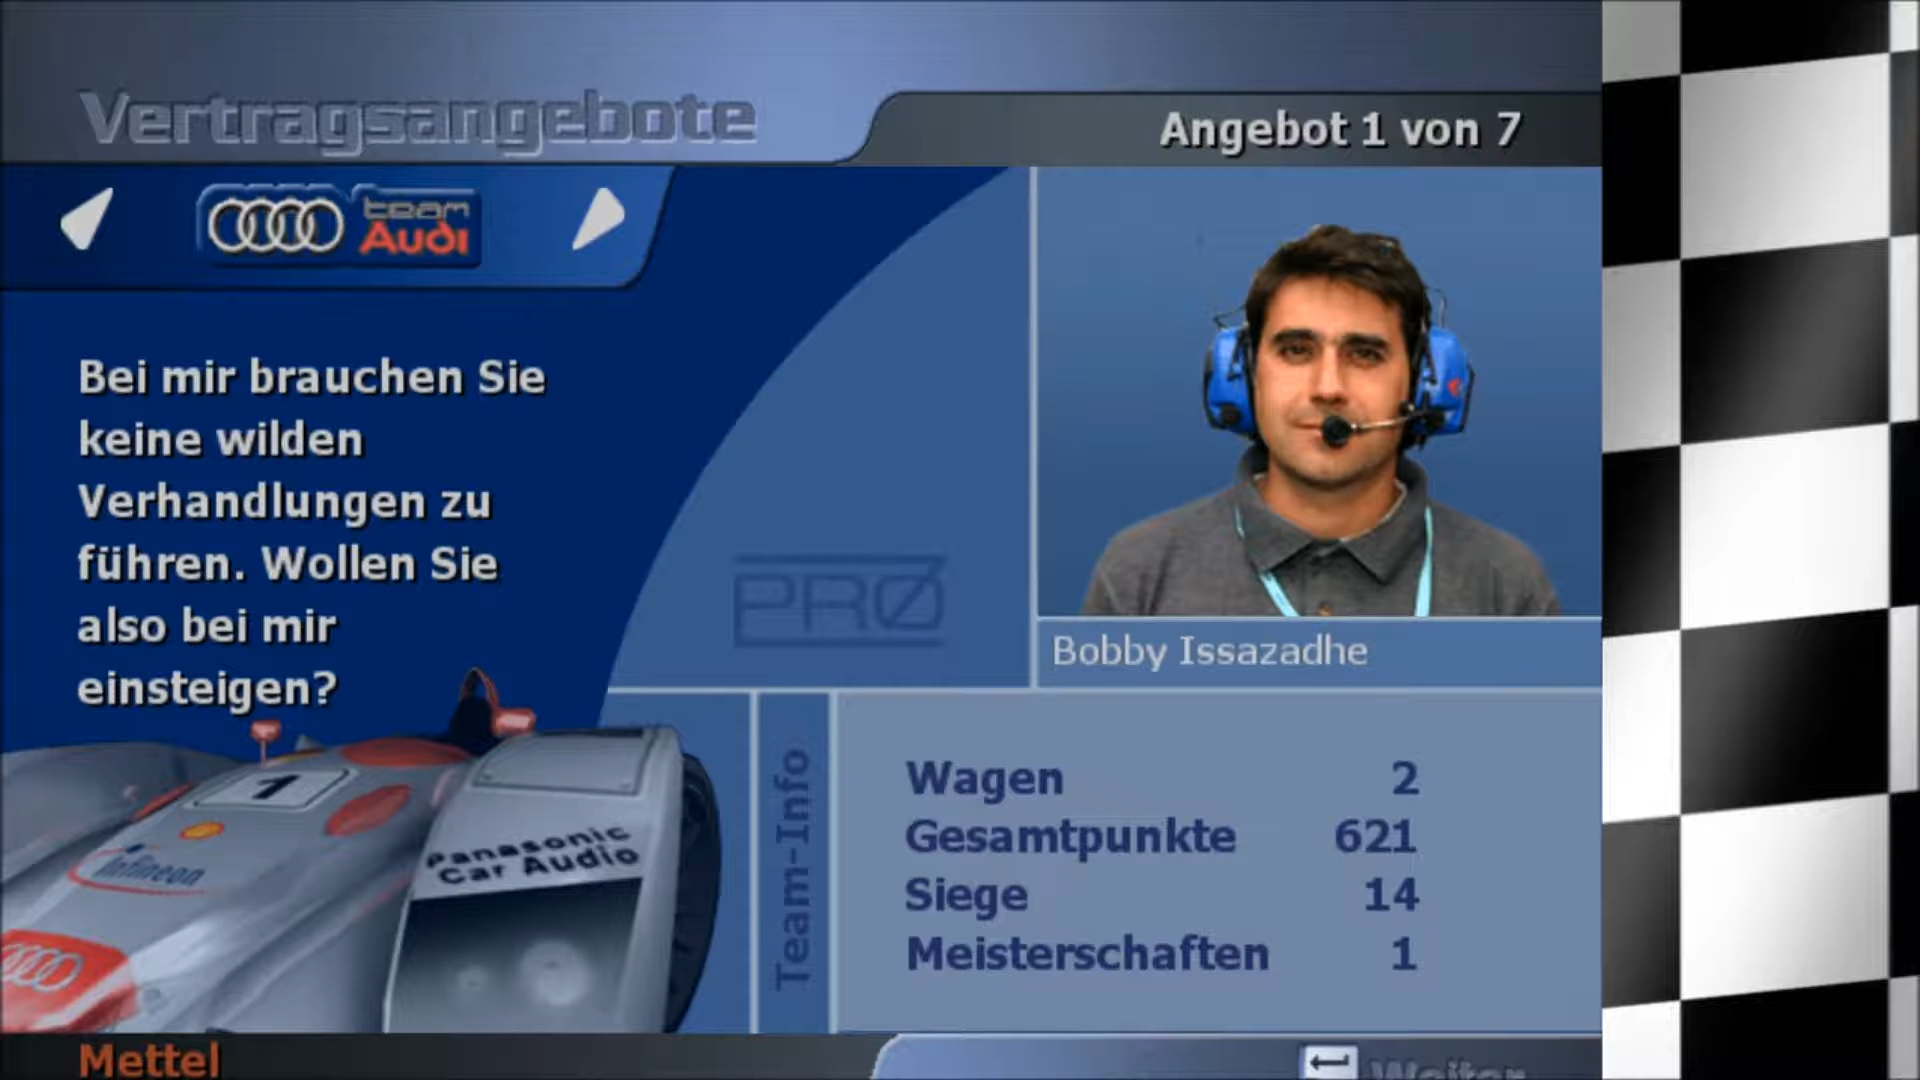 Vertragsangebote
Angebot 1 von 7
team
Audi
Bei mir brauchen Sie
keine wilden
Verhandlungen zu
führen. Wollen Sie
also bei mir
einsteigen?
PRO
Bobby Issazadhe
1
Infineon
Panasonic
Car Audio
Team-Info
Wagen 2
Gesamtpunkte 621
Siege 14
Meisterschaften 1
Mettel
Weiter